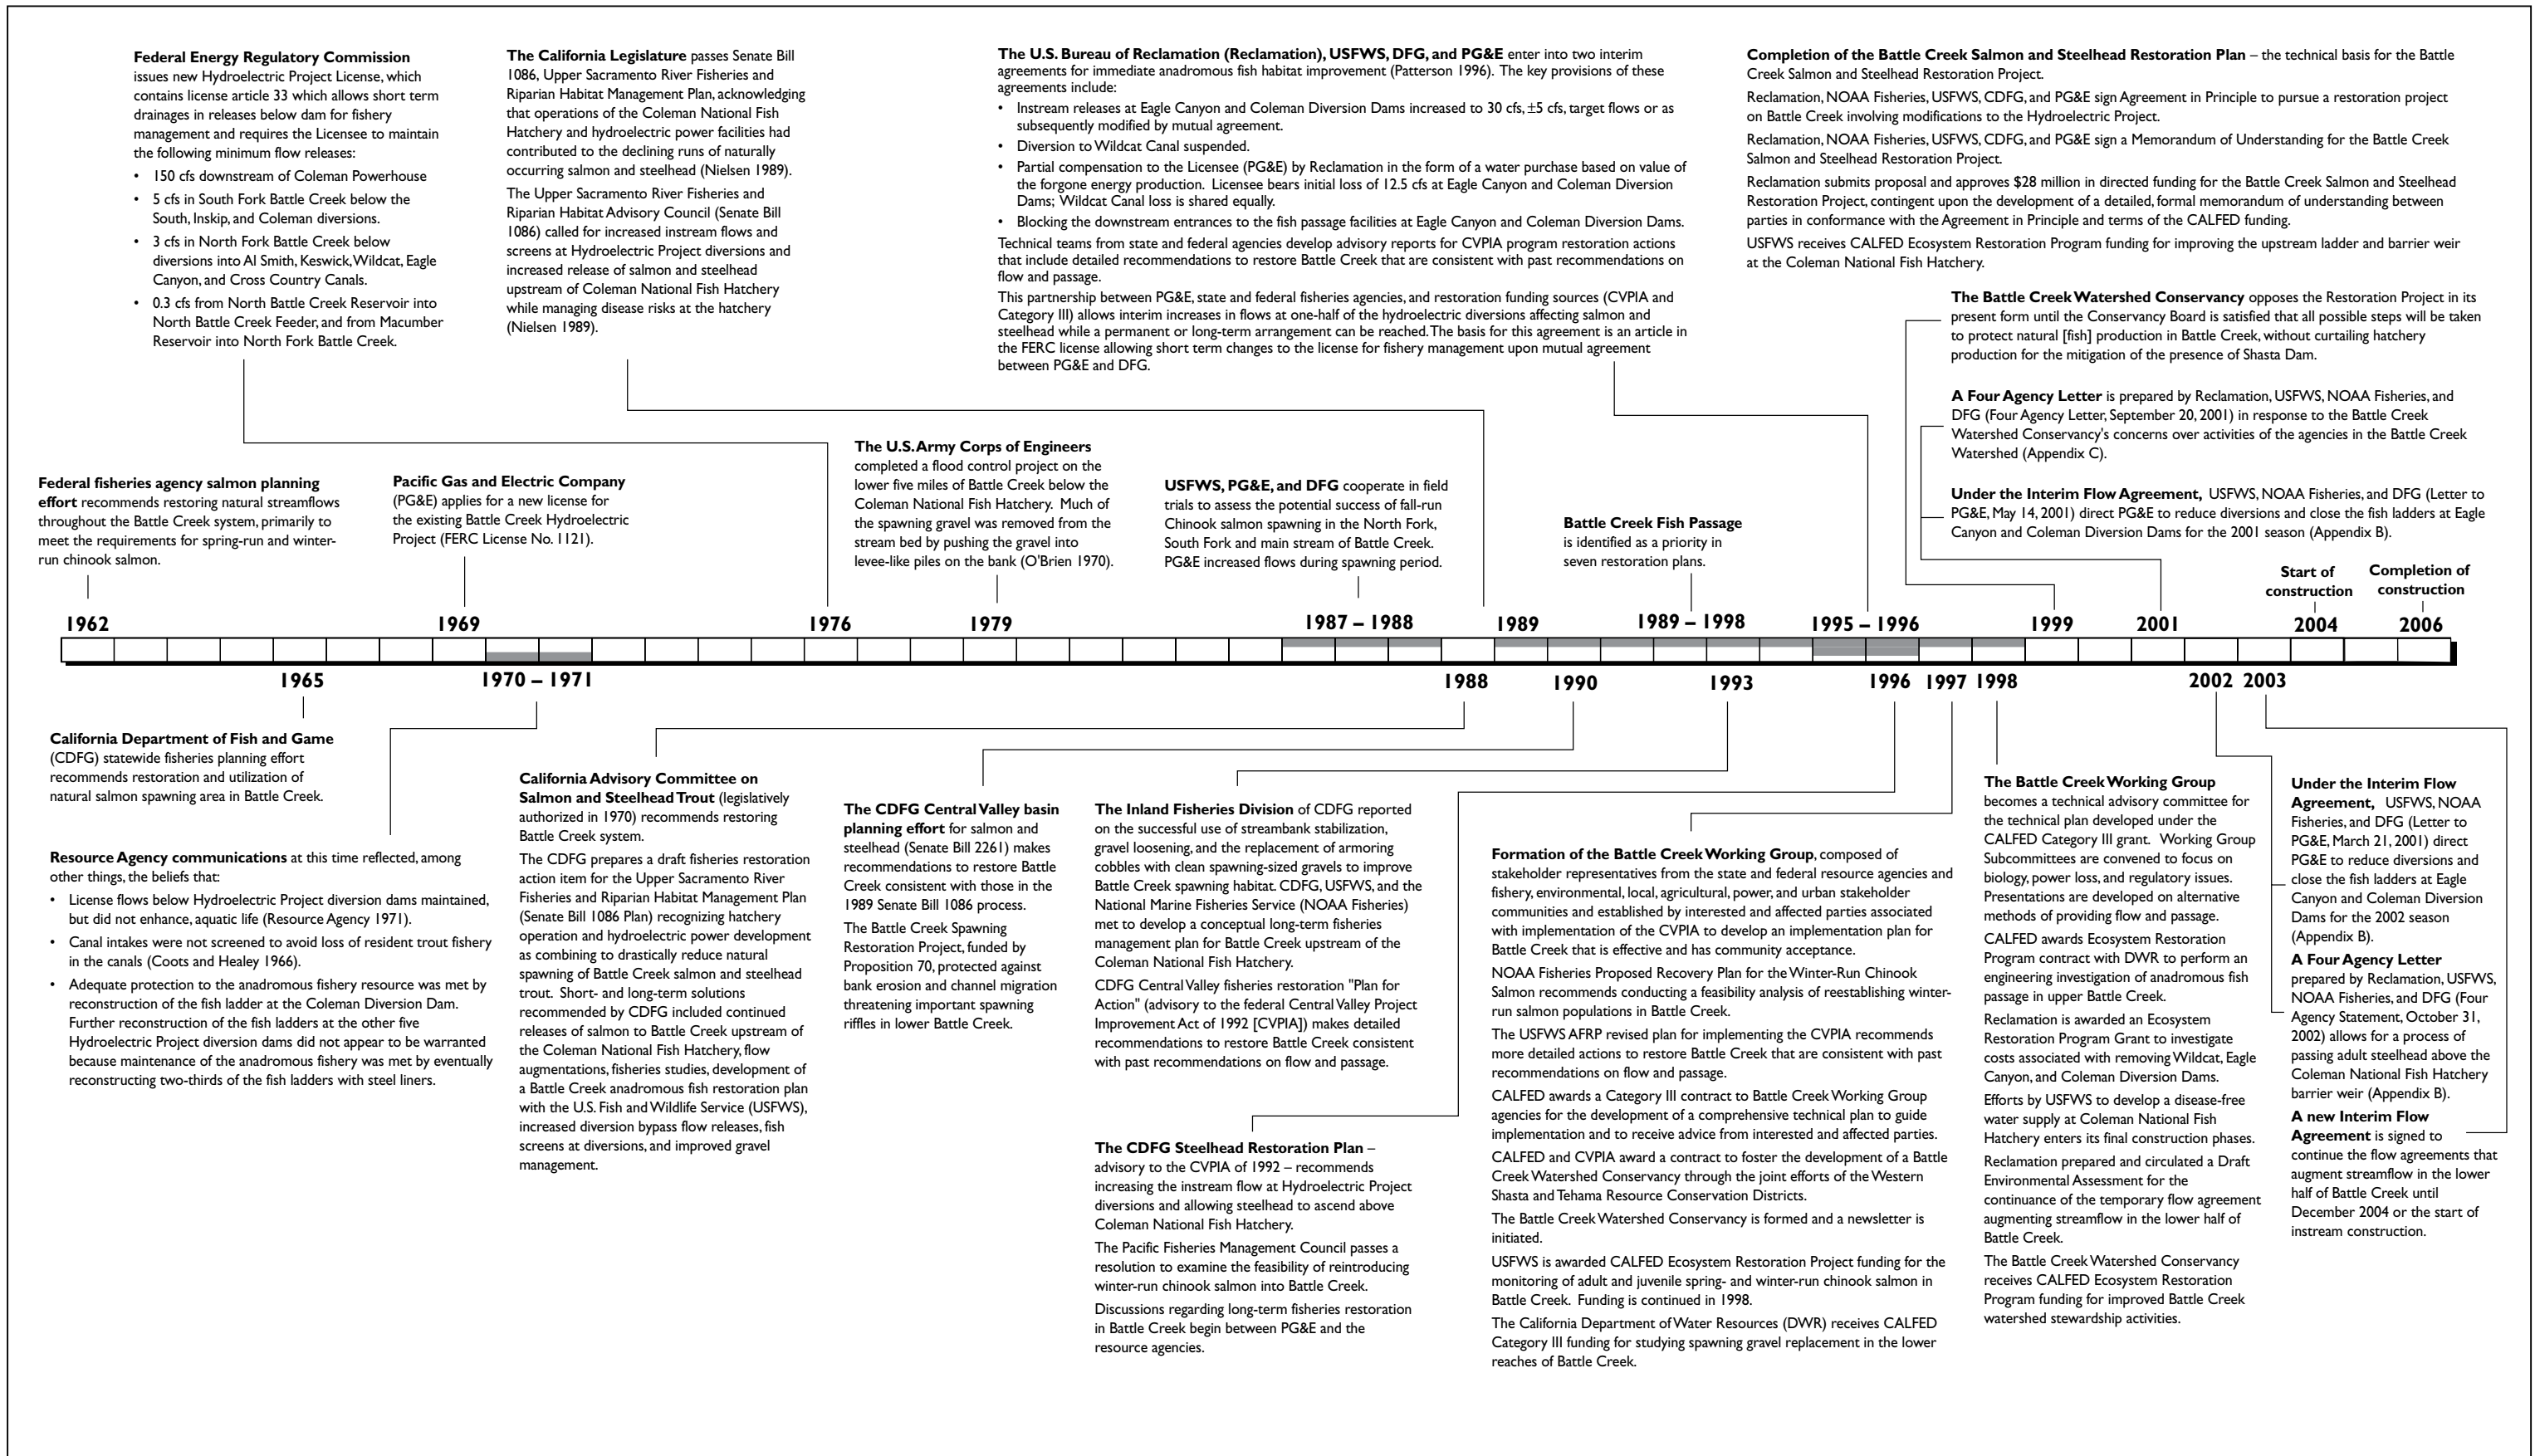 Federal Energy Regulatory Commission
issues new Hydroelectric Project License, which
contains license article 33 which allows short term
drainages in releases below dam for fishery
management and requires the Licensee to maintain
the following minimum flow releases:
• 150 cfs downstream of Coleman Powerhouse
• 5 cfs in South Fork Battle Creek below the
South, Inskip, and Coleman diversions.
• 3 cfs in North Fork Battle Creek below
diversions into Al Smith, Keswick, Wildcat, Eagle
Canyon, and Cross Country Canals.
• 0.3 cfs from North Battle Creek Reservoir into
North Battle Creek Feeder, and from Macumber
Reservoir into North Fork Battle Creek.
The California Legislature passes Senate Bill
1086, Upper Sacramento River Fisheries and
Riparian Habitat Management Plan, acknowledging
that operations of the Coleman National Fish
Hatchery and hydroelectric power facilities had
contributed to the declining runs of naturally
occurring salmon and steelhead (Nielsen 1989).
The Upper Sacramento River Fisheries and
Riparian Habitat Advisory Council (Senate Bill
1086) called for increased instream flows and
screens at Hydroelectric Project diversions and
increased release of salmon and steelhead
upstream of Coleman National Fish Hatchery
while managing disease risks at the hatchery
(Nielsen 1989).
The U.S. Bureau of Reclamation (Reclamation), USFWS, DFG, and PG&E enter into two interim
agreements for immediate anadromous fish habitat improvement (Patterson 1996). The key provisions of these
agreements include:
• Instream releases at Eagle Canyon and Coleman Diversion Dams increased to 30 cfs, ±5 cfs, target flows or as
subsequently modified by mutual agreement.
• Diversion to Wildcat Canal suspended.
• Partial compensation to the Licensee (PG&E) by Reclamation in the form of a water purchase based on value of
the forgone energy production. Licensee bears initial loss of 12.5 cfs at Eagle Canyon and Coleman Diversion
Dams; Wildcat Canal loss is shared equally.
• Blocking the downstream entrances to the fish passage facilities at Eagle Canyon and Coleman Diversion Dams.
Technical teams from state and federal agencies develop advisory reports for CVPIA program restoration actions
that include detailed recommendations to restore Battle Creek that are consistent with past recommendations on
flow and passage.
This partnership between PG&E, state and federal fisheries agencies, and restoration funding sources (CVPIA and
Category III) allows interim increases in flows at one-half of the hydroelectric diversions affecting salmon and
steelhead while a permanent or long-term arrangement can be reached. The basis for this agreement is an article in
the FERC license allowing short term changes to the license for fishery management upon mutual agreement
between PG&E and DFG.
Completion of the Battle Creek Salmon and Steelhead Restoration Plan – the technical basis for the Battle
Creek Salmon and Steelhead Restoration Project.
Reclamation, NOAA Fisheries, USFWS, CDFG, and PG&E sign Agreement in Principle to pursue a restoration project
on Battle Creek involving modifications to the Hydroelectric Project.
Reclamation, NOAA Fisheries, USFWS, CDFG, and PG&E sign a Memorandum of Understanding for the Battle Creek
Salmon and Steelhead Restoration Project.
Reclamation submits proposal and approves $28 million in directed funding for the Battle Creek Salmon and Steelhead
Restoration Project, contingent upon the development of a detailed, formal memorandum of understanding between
parties in conformance with the Agreement in Principle and terms of the CALFED funding.
USFWS receives CALFED Ecosystem Restoration Program funding for improving the upstream ladder and barrier weir
at the Coleman National Fish Hatchery.
The Battle Creek Watershed Conservancy opposes the Restoration Project in its
present form until the Conservancy Board is satisfied that all possible steps will be taken
to protect natural [fish] production in Battle Creek, without curtailing hatchery
production for the mitigation of the presence of Shasta Dam.
A Four Agency Letter is prepared by Reclamation, USFWS, NOAA Fisheries, and
DFG (Four Agency Letter, September 20, 2001) in response to the Battle Creek
Watershed Conservancy's concerns over activities of the agencies in the Battle Creek
Watershed (Appendix C).
Under the Interim Flow Agreement, USFWS, NOAA Fisheries, and DFG (Letter to
PG&E, May 14, 2001) direct PG&E to reduce diversions and close the fish ladders at Eagle
Canyon and Coleman Diversion Dams for the 2001 season (Appendix B).
Federal fisheries agency salmon planning
effort recommends restoring natural streamflows
throughout the Battle Creek system, primarily to
meet the requirements for spring-run and winter-
run chinook salmon.
Pacific Gas and Electric Company
(PG&E) applies for a new license for
the existing Battle Creek Hydroelectric
Project (FERC License No. 1121).
The U.S. Army Corps of Engineers
completed a flood control project on the
lower five miles of Battle Creek below the
Coleman National Fish Hatchery. Much of
the spawning gravel was removed from the
stream bed by pushing the gravel into
levee-like piles on the bank (O'Brien 1970).
USFWS, PG&E, and DFG cooperate in field
trials to assess the potential success of fall-run
Chinook salmon spawning in the North Fork,
South Fork and main stream of Battle Creek.
PG&E increased flows during spawning period.
Battle Creek Fish Passage
is identified as a priority in
seven restoration plans.
Start of
construction
Completion of
construction
1962 1969 1976 1979 1987 – 1988 1989 1989 – 1998 1995 – 1996 1999 2001 2004 2006
1965 1970 – 1971 1988 1990 1993 1996 1997 1998 2002 2003
California Department of Fish and Game
(CDFG) statewide fisheries planning effort
recommends restoration and utilization of
natural salmon spawning area in Battle Creek.
Resource Agency communications at this time reflected, among
other things, the beliefs that:
• License flows below Hydroelectric Project diversion dams maintained,
but did not enhance, aquatic life (Resource Agency 1971).
• Canal intakes were not screened to avoid loss of resident trout fishery
in the canals (Coots and Healey 1966).
• Adequate protection to the anadromous fishery resource was met by
reconstruction of the fish ladder at the Coleman Diversion Dam.
Further reconstruction of the fish ladders at the other five
Hydroelectric Project diversion dams did not appear to be warranted
because maintenance of the anadromous fishery was met by eventually
reconstructing two-thirds of the fish ladders with steel liners.
California Advisory Committee on
Salmon and Steelhead Trout (legislatively
authorized in 1970) recommends restoring
Battle Creek system.
The CDFG prepares a draft fisheries restoration
action item for the Upper Sacramento River
Fisheries and Riparian Habitat Management Plan
(Senate Bill 1086 Plan) recognizing hatchery
operation and hydroelectric power development
as combining to drastically reduce natural
spawning of Battle Creek salmon and steelhead
trout. Short- and long-term solutions
recommended by CDFG included continued
releases of salmon to Battle Creek upstream of
the Coleman National Fish Hatchery, flow
augmentations, fisheries studies, development of
a Battle Creek anadromous fish restoration plan
with the U.S. Fish and Wildlife Service (USFWS),
increased diversion bypass flow releases, fish
screens at diversions, and improved gravel
management.
The CDFG Central Valley basin
planning effort for salmon and
steelhead (Senate Bill 2261) makes
recommendations to restore Battle
Creek consistent with those in the
1989 Senate Bill 1086 process.
The Battle Creek Spawning
Restoration Project, funded by
Proposition 70, protected against
bank erosion and channel migration
threatening important spawning
riffles in lower Battle Creek.
The Inland Fisheries Division of CDFG reported
on the successful use of streambank stabilization,
gravel loosening, and the replacement of armoring
cobbles with clean spawning-sized gravels to improve
Battle Creek spawning habitat. CDFG, USFWS, and the
National Marine Fisheries Service (NOAA Fisheries)
met to develop a conceptual long-term fisheries
management plan for Battle Creek upstream of the
Coleman National Fish Hatchery.
CDFG Central Valley fisheries restoration "Plan for
Action" (advisory to the federal Central Valley Project
Improvement Act of 1992 [CVPIA]) makes detailed
recommendations to restore Battle Creek consistent
with past recommendations on flow and passage.
The CDFG Steelhead Restoration Plan –
advisory to the CVPIA of 1992 – recommends
increasing the instream flow at Hydroelectric Project
diversions and allowing steelhead to ascend above
Coleman National Fish Hatchery.
The Pacific Fisheries Management Council passes a
resolution to examine the feasibility of reintroducing
winter-run chinook salmon into Battle Creek.
Discussions regarding long-term fisheries restoration
in Battle Creek begin between PG&E and the
resource agencies.
Formation of the Battle Creek Working Group, composed of
stakeholder representatives from the state and federal resource agencies and
fishery, environmental, local, agricultural, power, and urban stakeholder
communities and established by interested and affected parties associated
with implementation of the CVPIA to develop an implementation plan for
Battle Creek that is effective and has community acceptance.
NOAA Fisheries Proposed Recovery Plan for the Winter-Run Chinook
Salmon recommends conducting a feasibility analysis of reestablishing winter-
run salmon populations in Battle Creek.
The USFWS AFRP revised plan for implementing the CVPIA recommends
more detailed actions to restore Battle Creek that are consistent with past
recommendations on flow and passage.
CALFED awards a Category III contract to Battle Creek Working Group
agencies for the development of a comprehensive technical plan to guide
implementation and to receive advice from interested and affected parties.
CALFED and CVPIA award a contract to foster the development of a Battle
Creek Watershed Conservancy through the joint efforts of the Western
Shasta and Tehama Resource Conservation Districts.
The Battle Creek Watershed Conservancy is formed and a newsletter is
initiated.
USFWS is awarded CALFED Ecosystem Restoration Project funding for the
monitoring of adult and juvenile spring- and winter-run chinook salmon in
Battle Creek. Funding is continued in 1998.
The California Department of Water Resources (DWR) receives CALFED
Category III funding for studying spawning gravel replacement in the lower
reaches of Battle Creek.
The Battle Creek Working Group
becomes a technical advisory committee for
the technical plan developed under the
CALFED Category III grant. Working Group
Subcommittees are convened to focus on
biology, power loss, and regulatory issues.
Presentations are developed on alternative
methods of providing flow and passage.
CALFED awards Ecosystem Restoration
Program contract with DWR to perform an
engineering investigation of anadromous fish
passage in upper Battle Creek.
Reclamation is awarded an Ecosystem
Restoration Program Grant to investigate
costs associated with removing Wildcat, Eagle
Canyon, and Coleman Diversion Dams.
Efforts by USFWS to develop a disease-free
water supply at Coleman National Fish
Hatchery enters its final construction phases.
Reclamation prepared and circulated a Draft
Environmental Assessment for the
continuance of the temporary flow agreement
augmenting streamflow in the lower half of
Battle Creek.
The Battle Creek Watershed Conservancy
receives CALFED Ecosystem Restoration
Program funding for improved Battle Creek
watershed stewardship activities.
Under the Interim Flow
Agreement, USFWS, NOAA
Fisheries, and DFG (Letter to
PG&E, March 21, 2001) direct
PG&E to reduce diversions and
close the fish ladders at Eagle
Canyon and Coleman Diversion
Dams for the 2002 season
(Appendix B).
A Four Agency Letter
prepared by Reclamation, USFWS,
NOAA Fisheries, and DFG (Four
Agency Statement, October 31,
2002) allows for a process of
passing adult steelhead above the
Coleman National Fish Hatchery
barrier weir (Appendix B).
A new Interim Flow
Agreement is signed to
continue the flow agreements that
augment streamflow in the lower
half of Battle Creek until
December 2004 or the start of
instream construction.